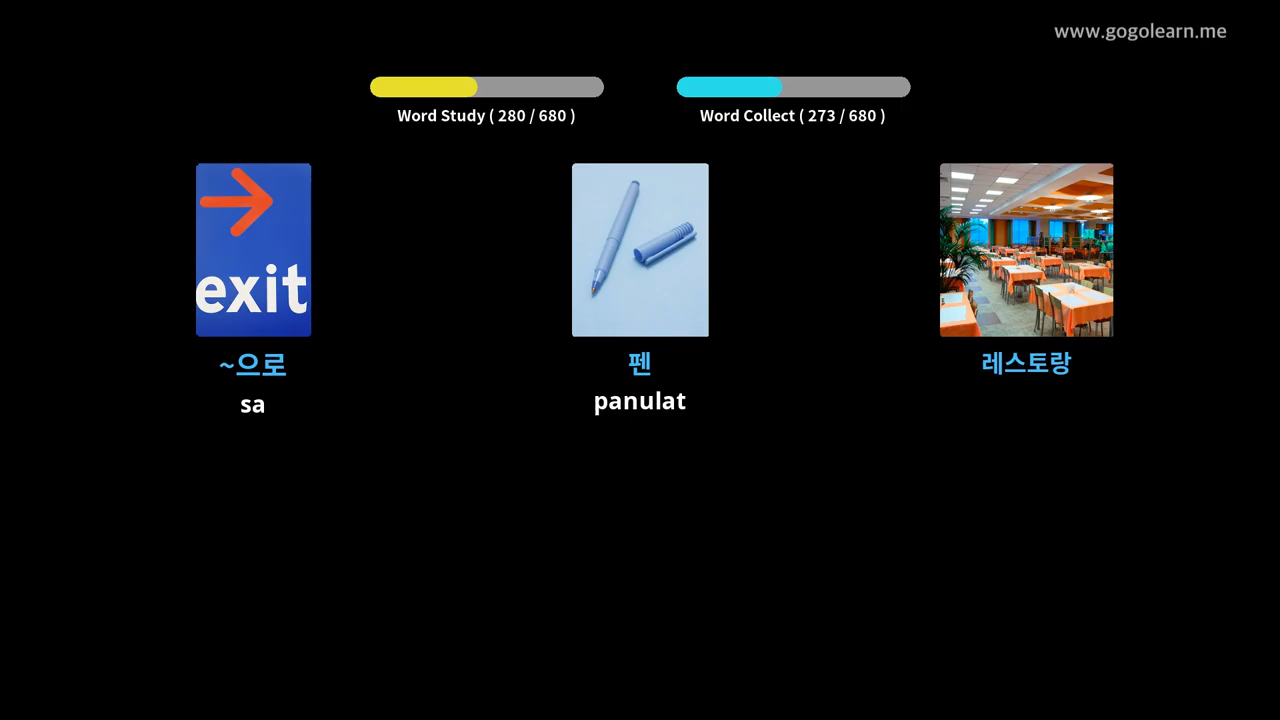 www.gogolearn.me
Word Study ( 280 / 680 )
Word Collect ( 273 / 680 )
exit
~으로
펜
레스토랑
sa
panulat